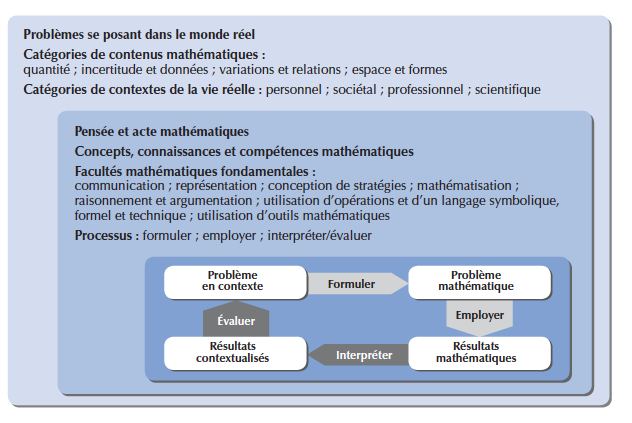 Problèmes se posant dans le monde réel
Catégories de contenus mathématiques :
quantité ; incertitude et données ; variations et relations ; espace et formes
Catégories de contextes de la vie réelle : personnel ; sociétal ; professionnel ; scientifique
Pensée et acte mathématiques
Concepts, connaissances et compétences mathématiques
Facultés mathématiques fondamentales :
communication ; représentation ; conception de stratégies ; mathématisation ;
raisonnement et argumentation ; utilisation d'opérations et d'un langage symbolique,
formel et technique ; utilisation d'outils mathématiques
Processus : formuler ; employer ; interpréter/évaluer
Problème
en contexte
Formuler
Problème
mathématique
Évaluer
Employer
Résultats
contextualisés
Interpréter
Résultats
mathématiques